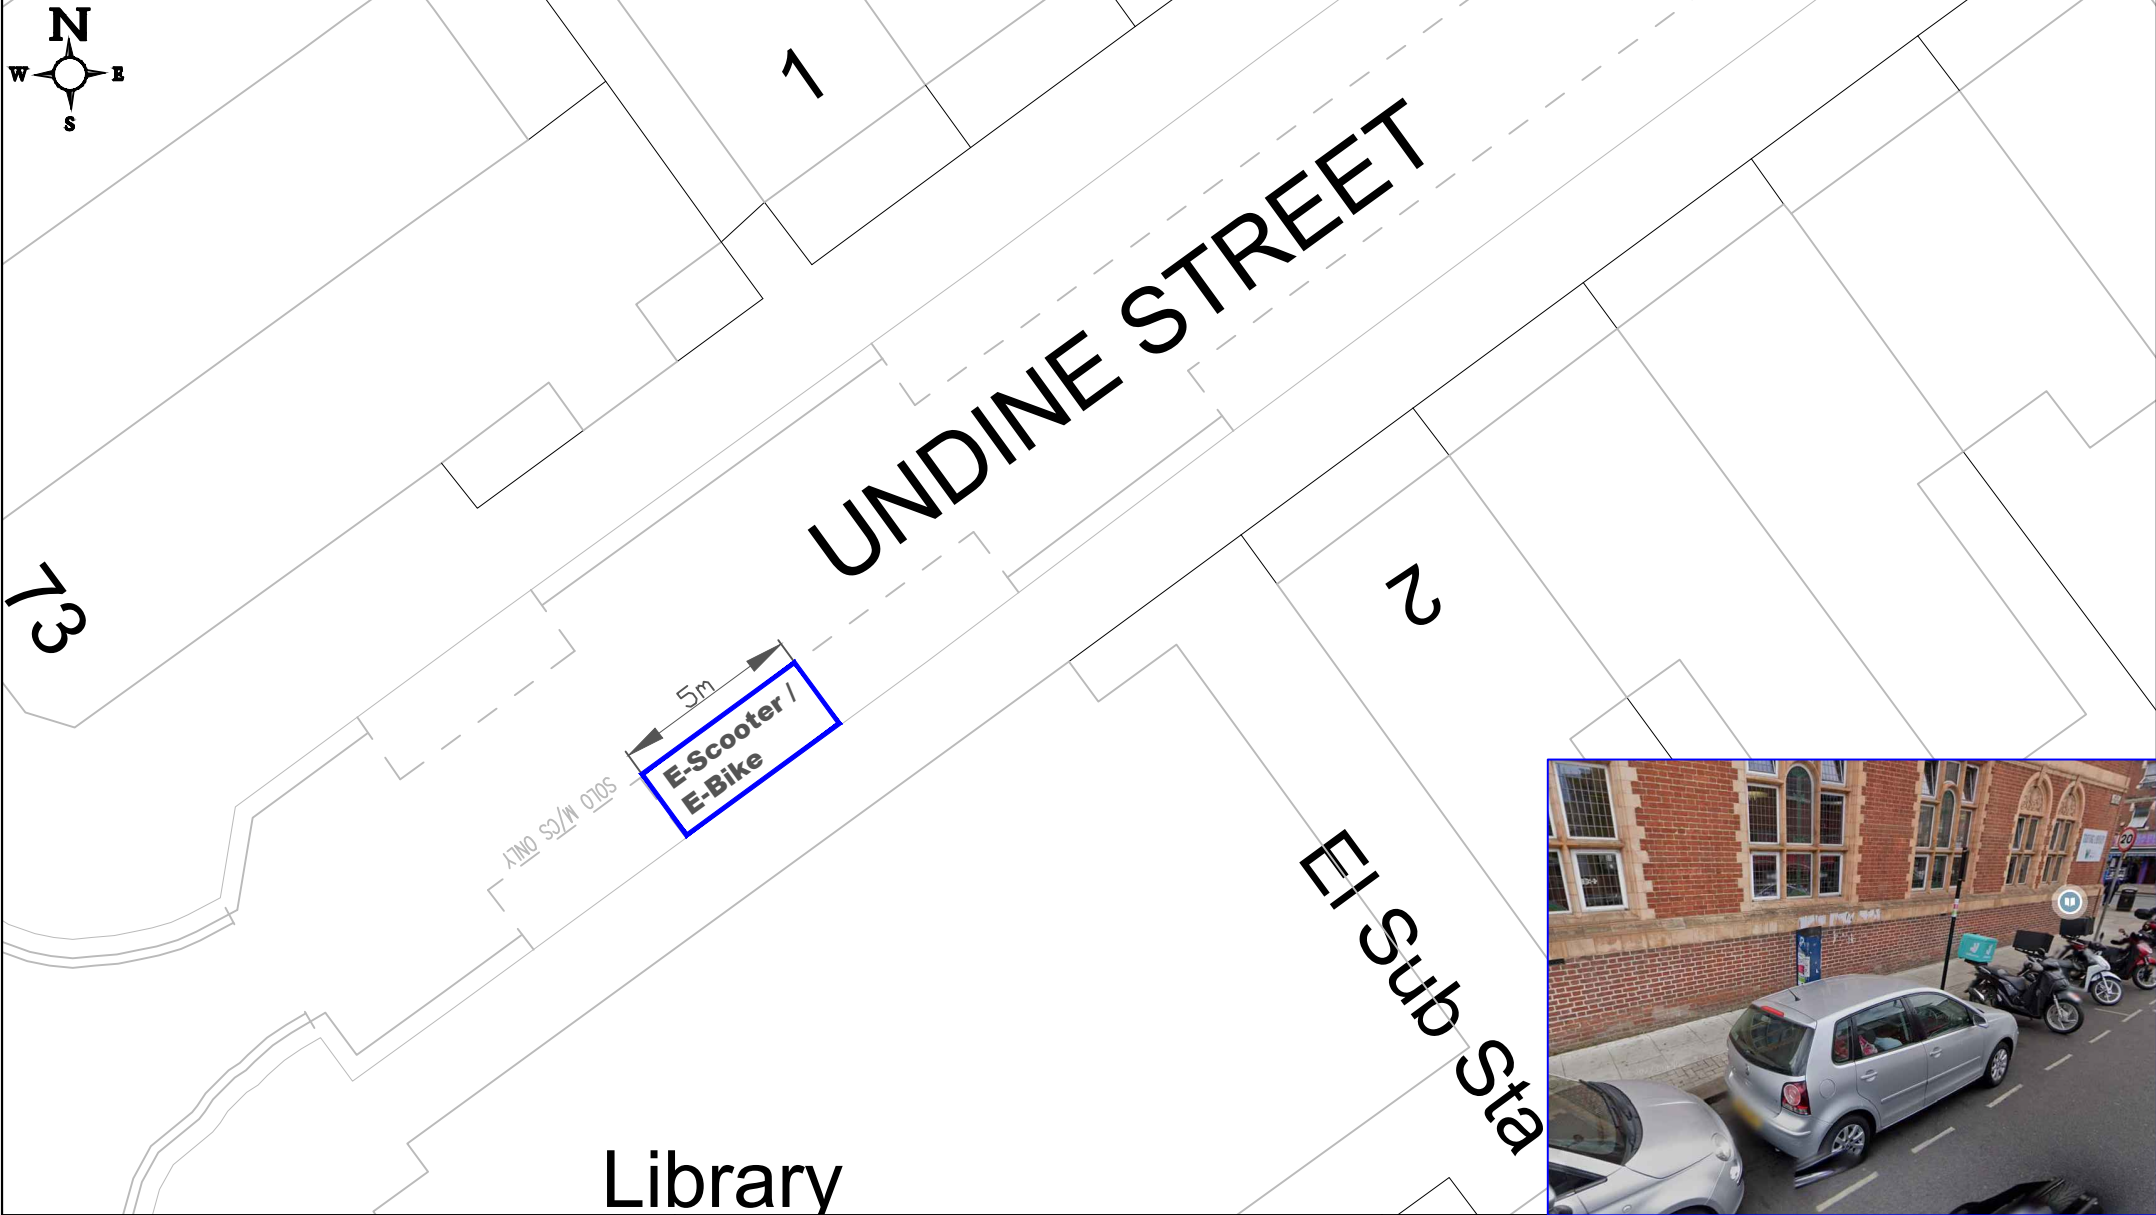 N
W
E
S
1
UNDINE STREET
73
2
5m
E-Scooter /
E-Bike
SOLO M/CS ONLY
El Sub Sta
Library
20